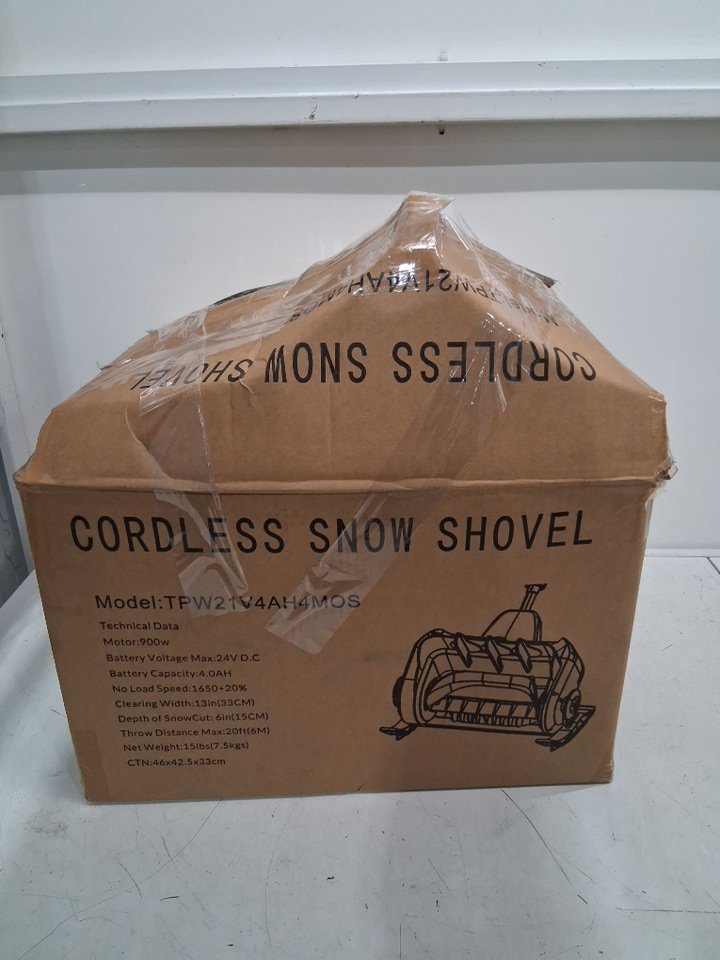 Model:TPW21V4AH4MOS
CORDLESS SNOW SHOVEL
CORDLESS SNOW SHOVEL
Model:TPW21V4AH4MOS
Technical Data
Motor:900w
Battery Voltage Max:24V D.C
Battery Capacity:4.0AH
No Load Speed:1650+20%
Clearing Width:13in(33CM)
Depth of SnowCut: 6in(15CM)
Throw Distance Max:20ft(6M)
Net Weight:15lbs(7.5kgs)
CTN:46x42.5x33cm